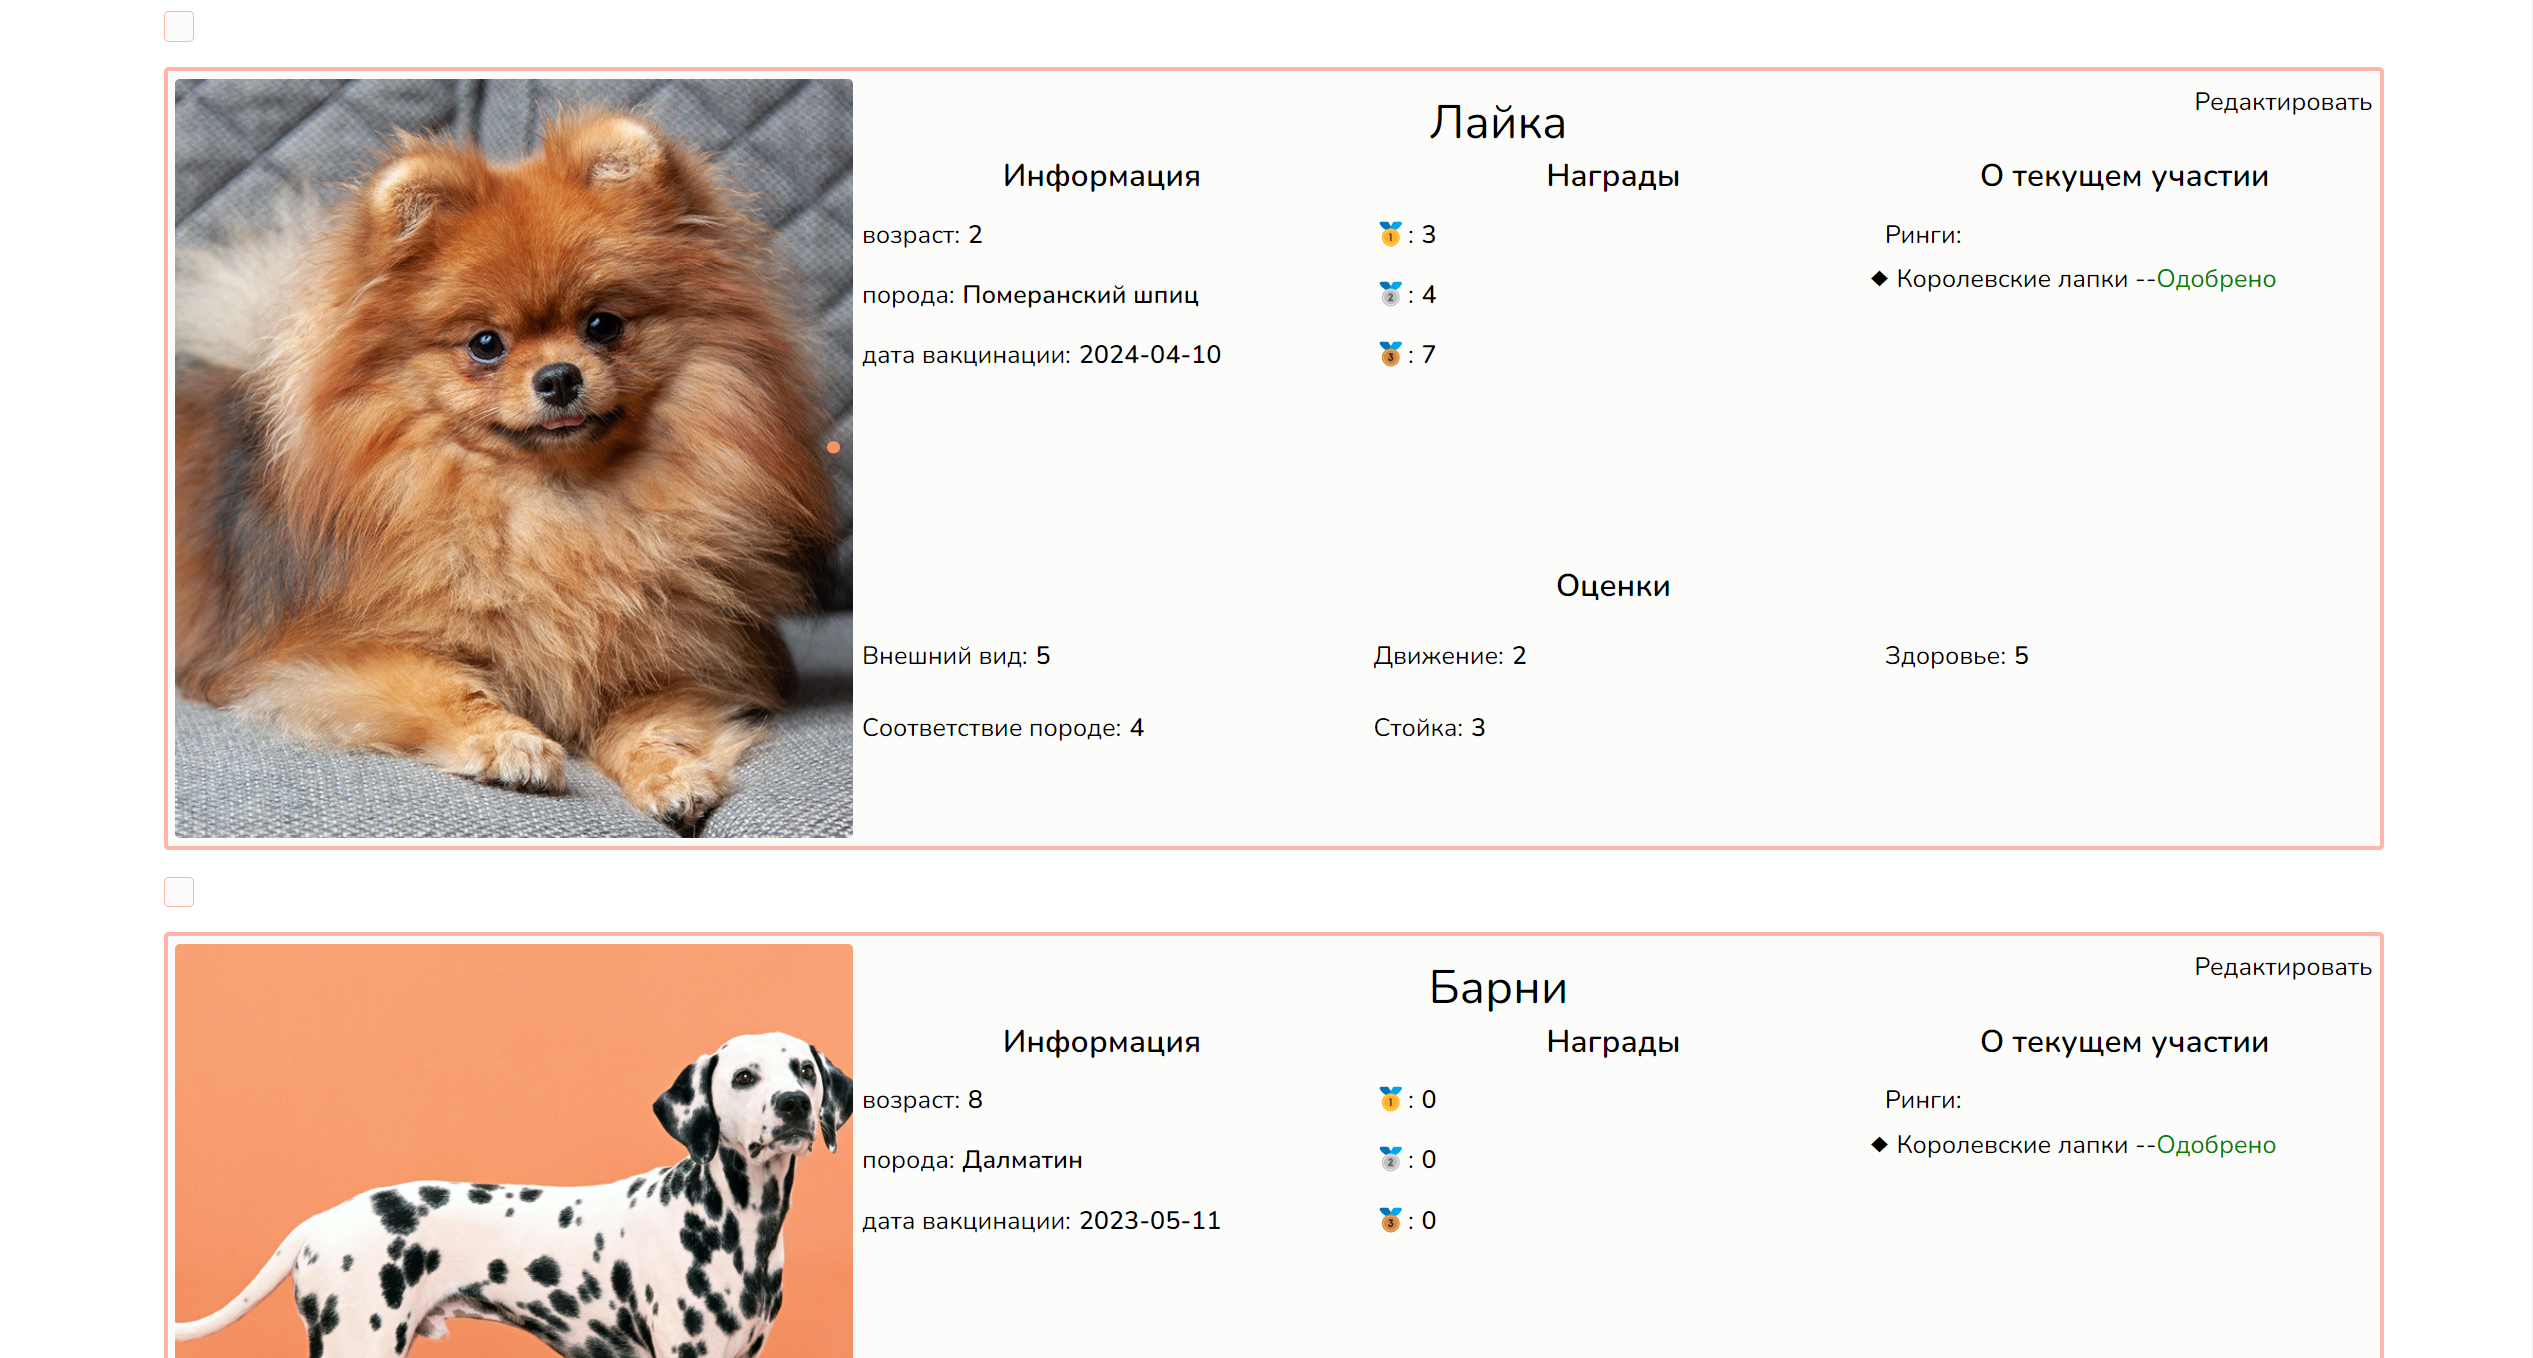 Редактировать
Лайка
Информация
Награды
О текущем участии
возраст: 2
🥇: 3
Ринги:
◆ Королевские лапки --Одобрено
порода: Померанский шпиц
🥈: 4
дата вакцинации: 2024-04-10
🥉: 7
Оценки
Внешний вид: 5
Движение: 2
Здоровье: 5
Соответствие породе: 4
Стойка: 3
Редактировать
Барни
Информация
Награды
О текущем участии
возраст: 8
🥇: 0
Ринги:
◆ Королевские лапки --Одобрено
порода: Далматин
🥈: 0
дата вакцинации: 2023-05-11
🥉: 0